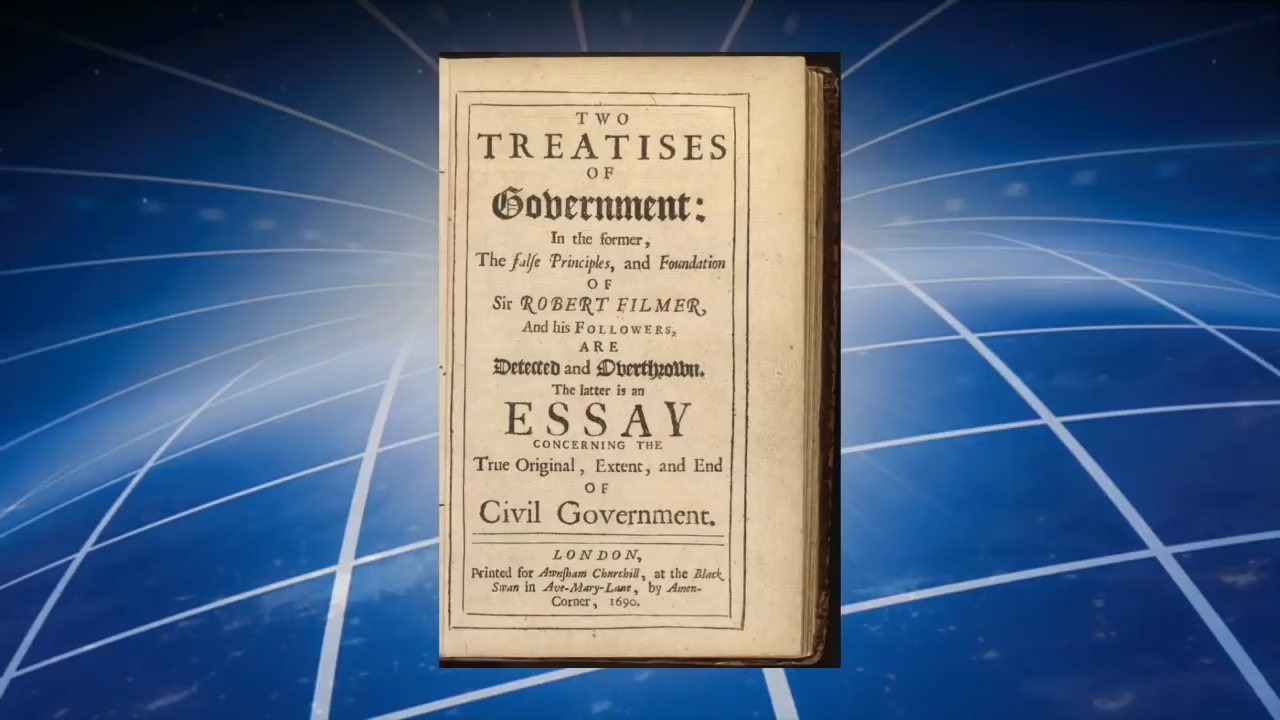 TWO
TREATISES
OF
Government:
In the former,
The false Principles, and Foundation
OF
Sir ROBERT FILMER,
And his FOLLOWERS,
ARE
Detected and Overthrown.
The latter is an
ESSAY
CONCERNING THE
True Original, Extent, and End
OF
Civil Government.
LONDON,
Printed for Awnsham Churchill, at the Black
Swan in Ave-Mary-Lane, by Amen-
Corner, 1690.